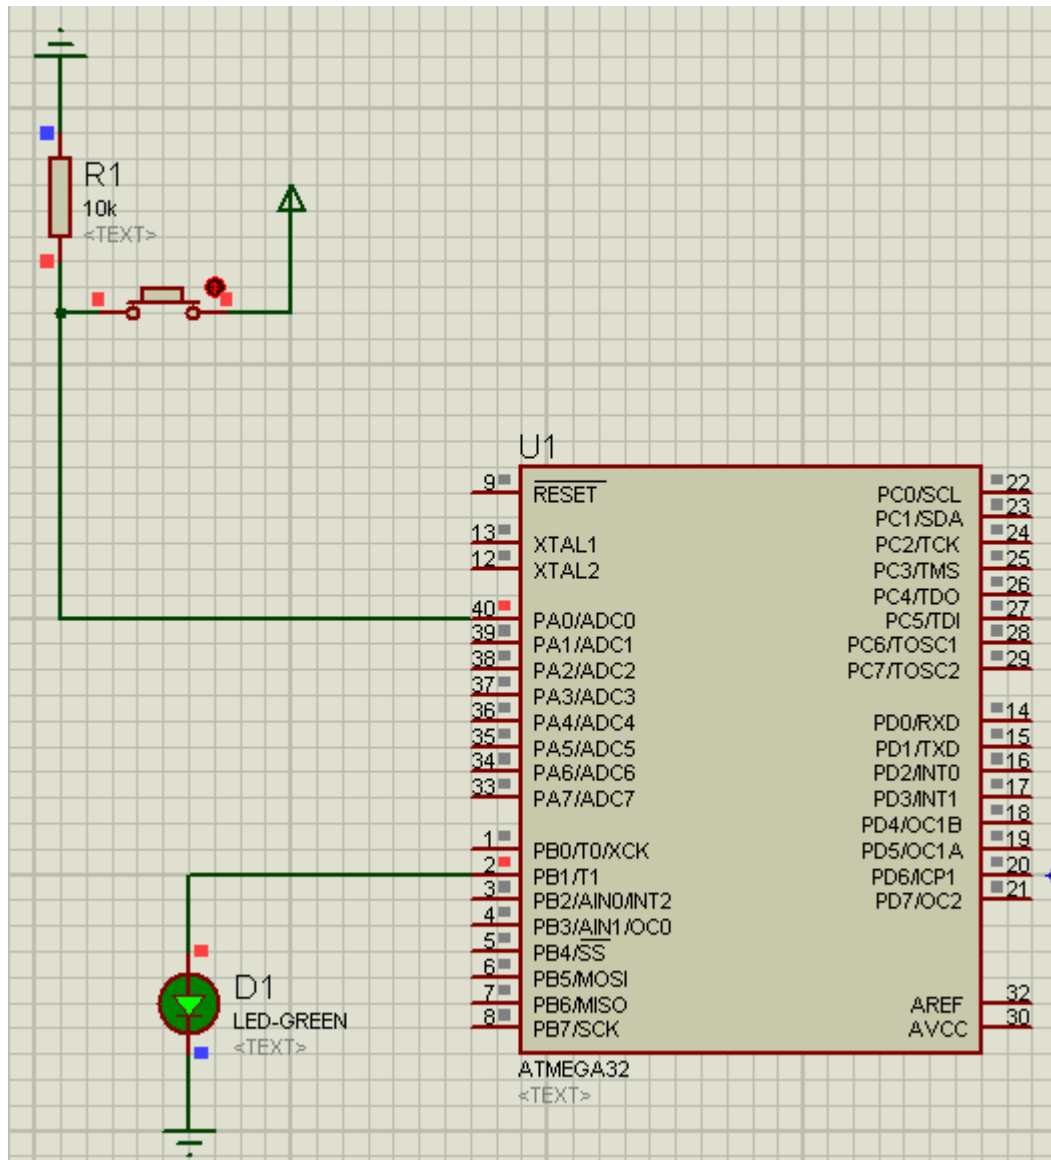 R1
10k
<TEXT>
U1
9 RESET
13 XTAL1
12 XTAL2
40 PA0/ADC0
39 PA1/ADC1
38 PA2/ADC2
37 PA3/ADC3
36 PA4/ADC4
35 PA5/ADC5
34 PA6/ADC6
33 PA7/ADC7
1 PB0/T0/XCK
2 PB1/T1
3 PB2/AIN0/INT2
4 PB3/AIN1/OC0
5 PB4/SS
6 PB5/MOSI
7 PB6/MISO
8 PB7/SCK
PC0/SCL 22
PC1/SDA 23
PC2/TCK 24
PC3/TMS 25
PC4/TDO 26
PC5/TDI 27
PC6/TOSC1 28
PC7/TOSC2 29
PD0/RXD 14
PD1/TXD 15
PD2/INT0 16
PD3/INT1 17
PD4/OC1B 18
PD5/OC1A 19
PD6/ICP1 20
PD7/OC2 21
AREF 32
AVCC 30
ATMEGA32
<TEXT>
D1
LED-GREEN
<TEXT>